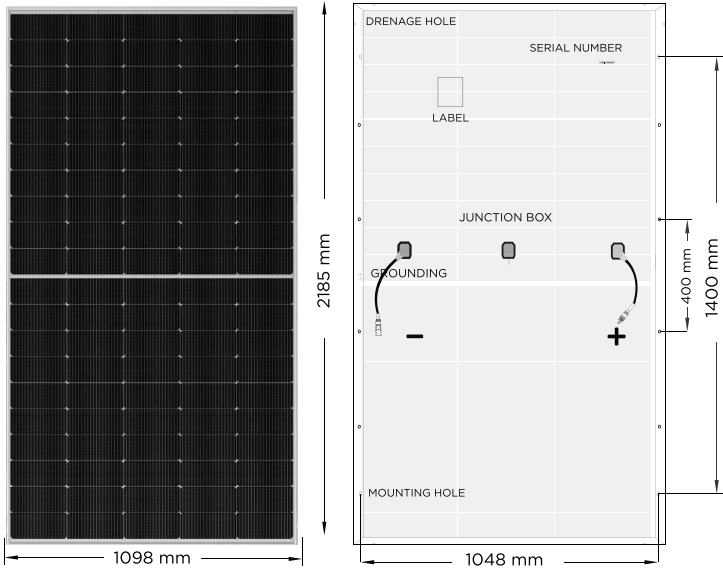 DRENAGE HOLE
SERIAL NUMBER
LABEL
JUNCTION BOX
GROUNDING
2185 mm
400 mm
1400 mm
− +
MOUNTING HOLE
1098 mm
1048 mm